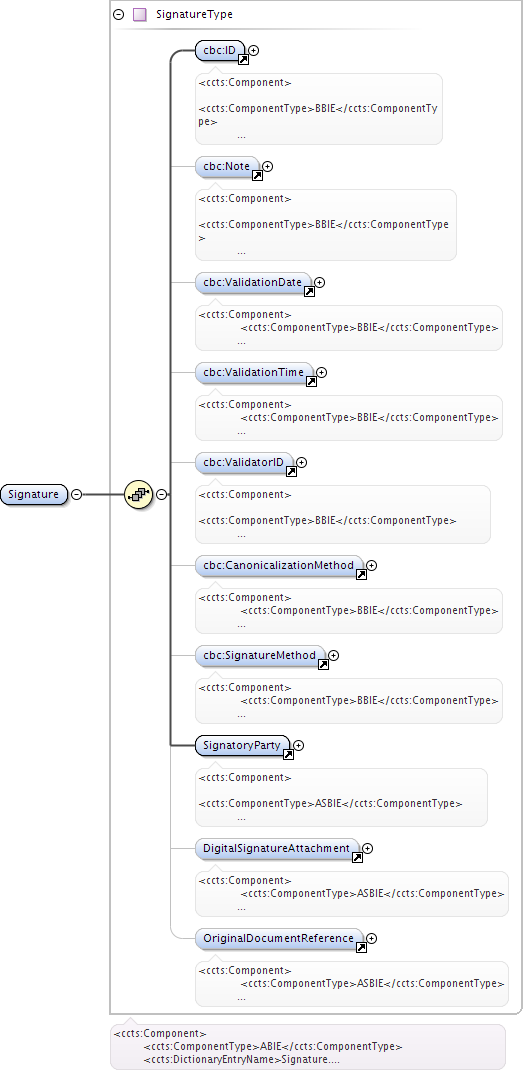 SignatureType
cbc:ID
<ccts:Component>
<ccts:ComponentType>BBIE</ccts:ComponentTy
pe>
...
cbc:Note
<ccts:Component>
<ccts:ComponentType>BBIE</ccts:ComponentType
>
...
cbc:ValidationDate
<ccts:Component>
<ccts:ComponentType>BBIE</ccts:ComponentType>
...
cbc:ValidationTime
<ccts:Component>
<ccts:ComponentType>BBIE</ccts:ComponentType>
...
cbc:ValidatorID
<ccts:Component>
<ccts:ComponentType>BBIE</ccts:ComponentType>
...
Signature
cbc:CanonicalizationMethod
<ccts:Component>
<ccts:ComponentType>BBIE</ccts:ComponentType>
...
cbc:SignatureMethod
<ccts:Component>
<ccts:ComponentType>BBIE</ccts:ComponentType>
...
SignatoryParty
<ccts:Component>
<ccts:ComponentType>ASBIE</ccts:ComponentType>
...
DigitalSignatureAttachment
<ccts:Component>
<ccts:ComponentType>ASBIE</ccts:ComponentType>
...
OriginalDocumentReference
<ccts:Component>
<ccts:ComponentType>ASBIE</ccts:ComponentType>
...
<ccts:Component>
<ccts:ComponentType>ABIE</ccts:ComponentType>
<ccts:DictionaryEntryName>Signature....